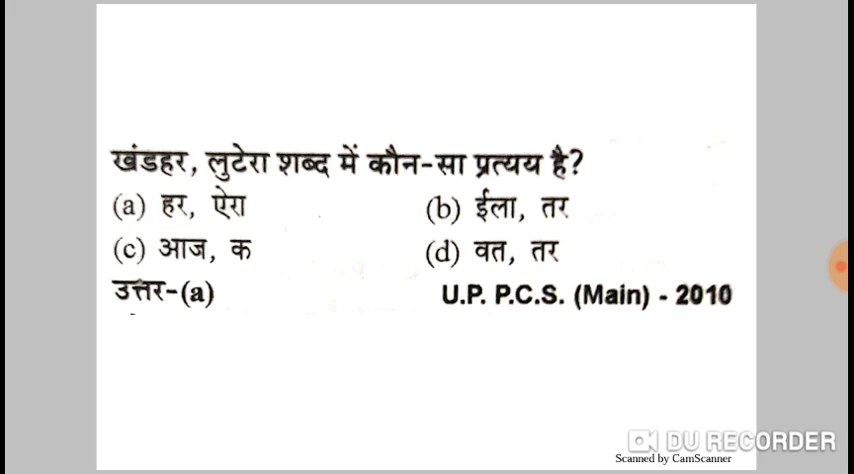 खंडहर, लुटेरा शब्द में कौन-सा प्रत्यय है?
(a) हर, ऐरा (b) ईला, तर
(c) आज, क (d) वत, तर
उत्तर-(a) U.P. P.C.S. (Main) - 2010
DU RECORDER
Scanned by CamScanner